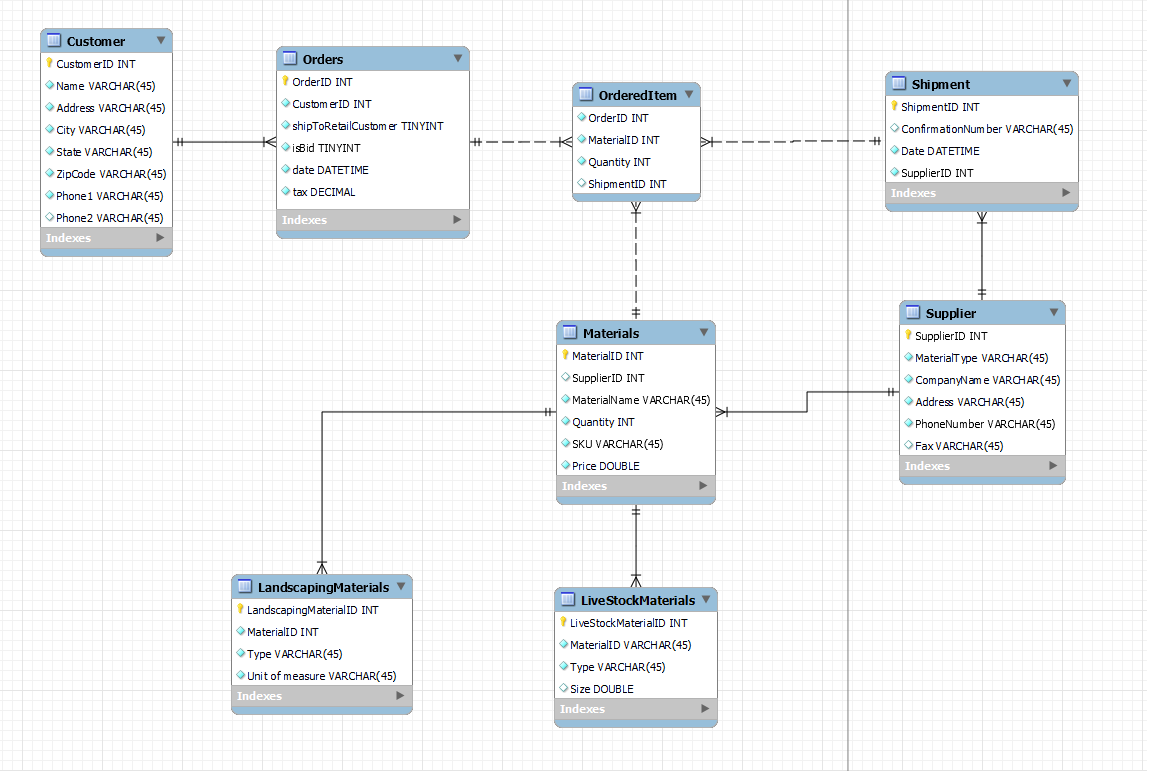 Customer
CustomerID INT
Name VARCHAR(45)
Address VARCHAR(45)
City VARCHAR(45)
State VARCHAR(45)
ZipCode VARCHAR(45)
Phone1 VARCHAR(45)
Phone2 VARCHAR(45)
Indexes
Orders
OrderID INT
CustomerID INT
shipToRetailCustomer TINYINT
isBid TINYINT
date DATETIME
tax DECIMAL
Indexes
OrderedItem
OrderID INT
MaterialID INT
Quantity INT
ShipmentID INT
Shipment
ShipmentID INT
ConfirmationNumber VARCHAR(45)
Date DATETIME
SupplierID INT
Indexes
Materials
MaterialID INT
SupplierID INT
MaterialName VARCHAR(45)
Quantity INT
SKU VARCHAR(45)
Price DOUBLE
Indexes
Supplier
SupplierID INT
MaterialType VARCHAR(45)
CompanyName VARCHAR(45)
Address VARCHAR(45)
PhoneNumber VARCHAR(45)
Fax VARCHAR(45)
Indexes
LandscapingMaterials
LandscapingMaterialID INT
MaterialID INT
Type VARCHAR(45)
Unit of measure VARCHAR(45)
Indexes
LiveStockMaterials
LiveStockMaterialID INT
MaterialID VARCHAR(45)
Type VARCHAR(45)
Size DOUBLE
Indexes